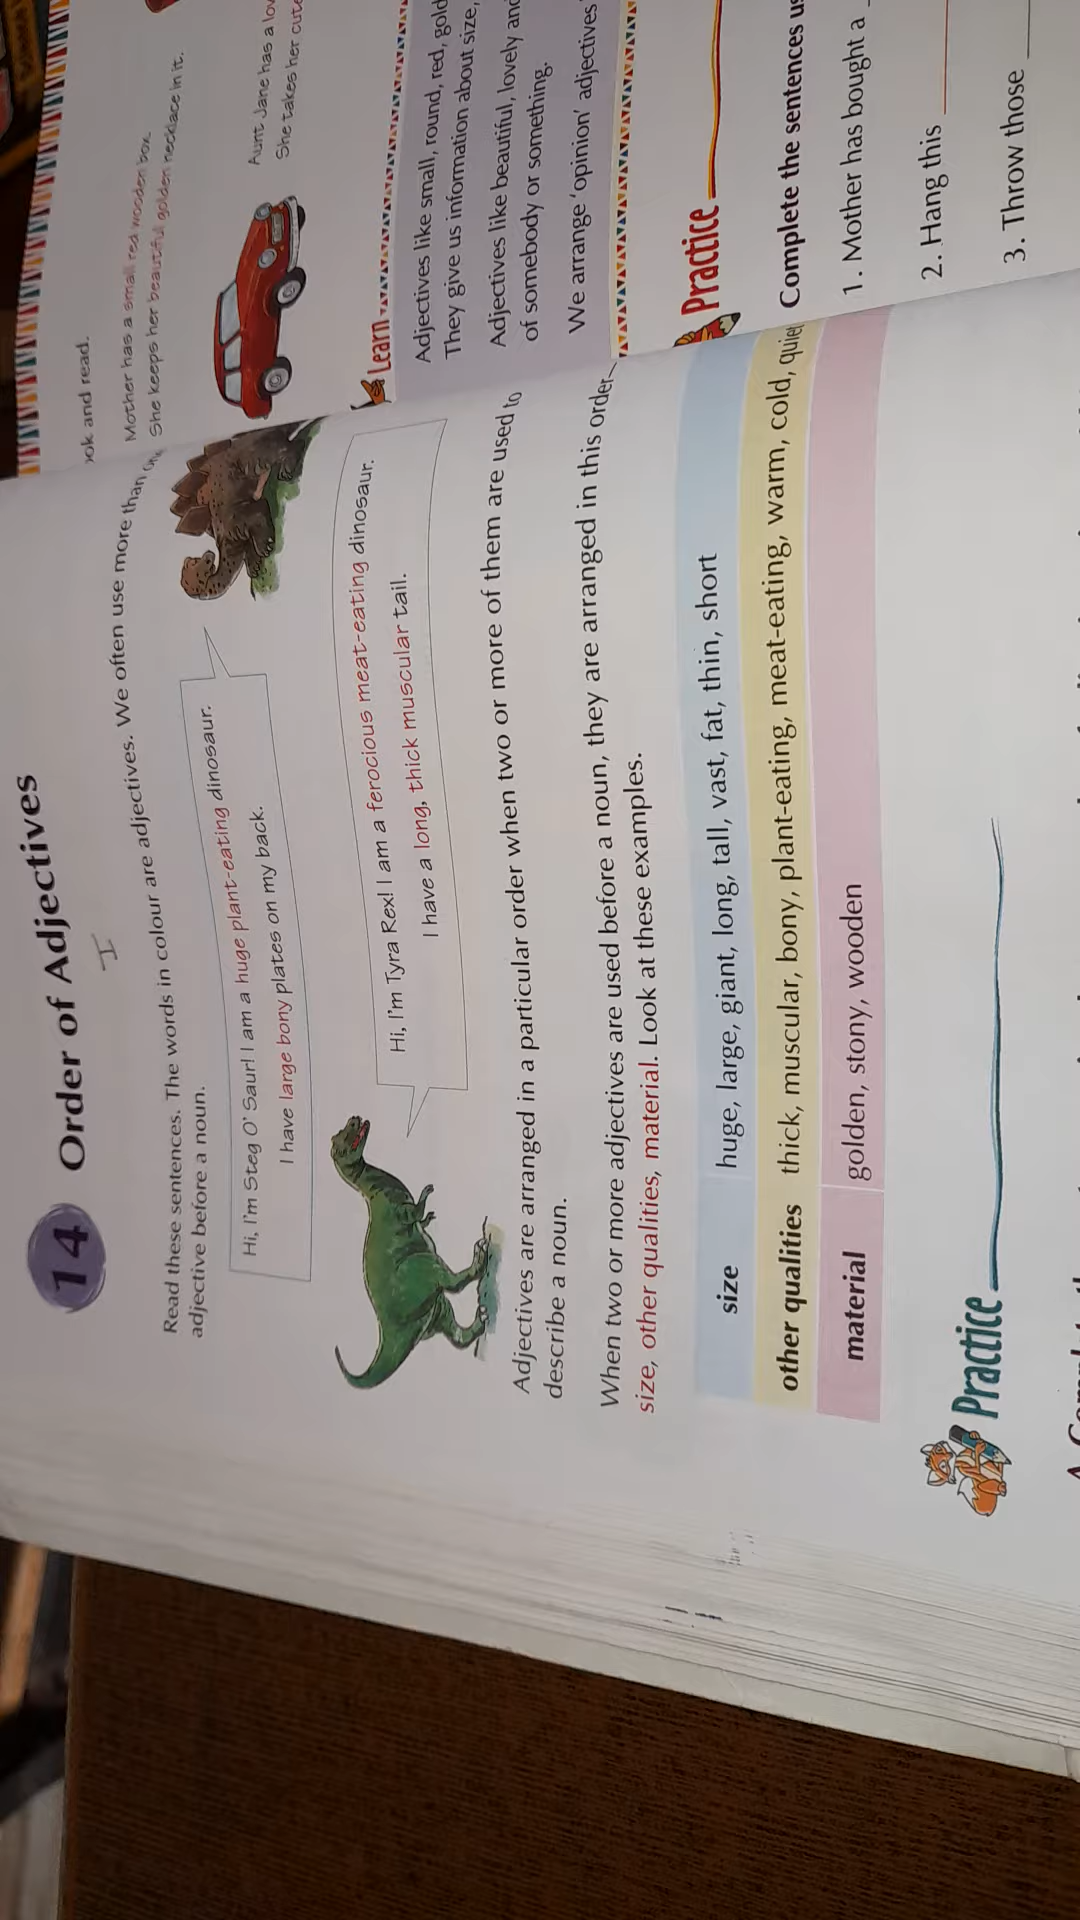 14 Order of Adjectives
Read these sentences. The words in colour are adjectives. We often use more than
adjective before a noun.
Hi, I'm Steg O' Saur! I am a huge plant-eating dinosaur.
I have large bony plates on my back.
Hi, I'm Tyra Rex! I am a ferocious meat-eating dinosaur.
I have a long, thick muscular tail.
Adjectives are arranged in a particular order when two or more of them are used to
describe a noun.
When two or more adjectives are used before a noun, they are arranged in this order
size, other qualities, material. Look at these examples.
size huge, large, giant, long, tall, vast, fat, thin, short
other qualities thick, muscular, bony, plant-eating, meat-eating, warm, cold, quiet
material golden, stony, wooden
Practice
and read.
Mother has a small red wooden box.
She keeps her beautiful golden necklace in it.
Aunt Jane has a
She takes her
Learn
Adjectives like small, round, red,
They give us information about size,
Adjectives like beautiful, lovely
of somebody or something.
We arrange 'opinion' adjectives
Practice
Complete the sentences
1. Mother has bought a
2. Hang this
3. Throw those